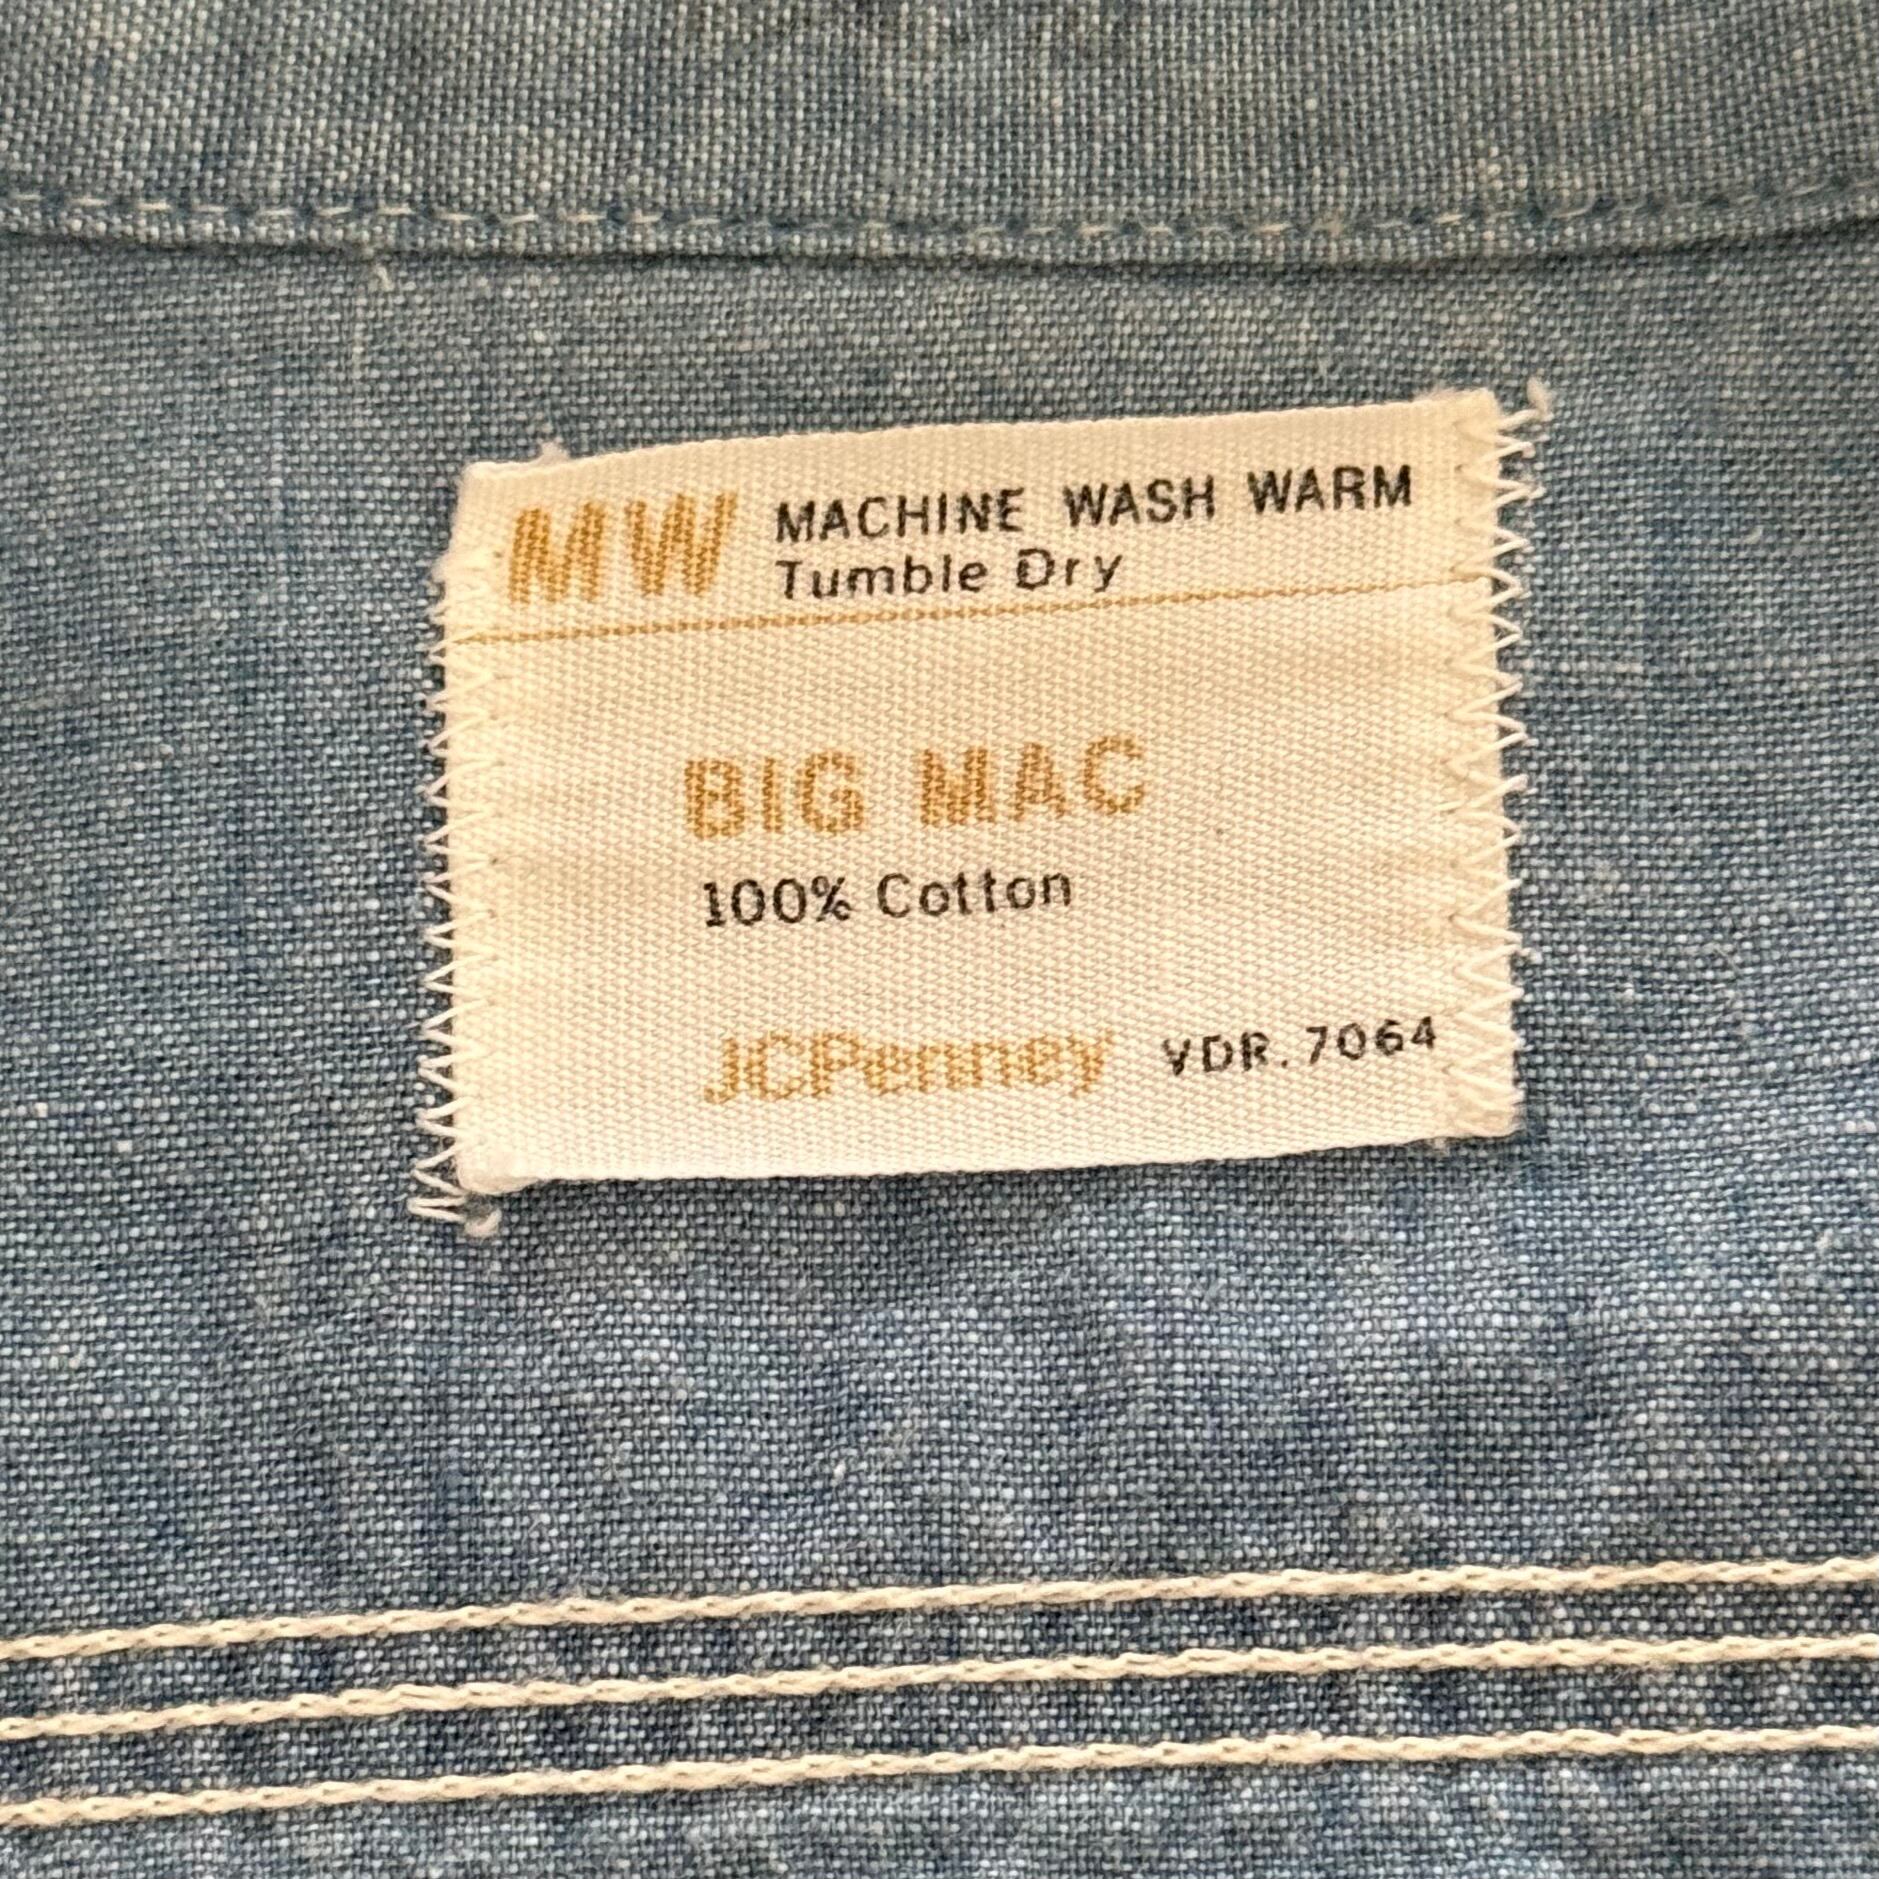 MW MACHINE WASH WARM
Tumble Dry
BIG MAC
100% Cotton
JCPenney VDR. 7064